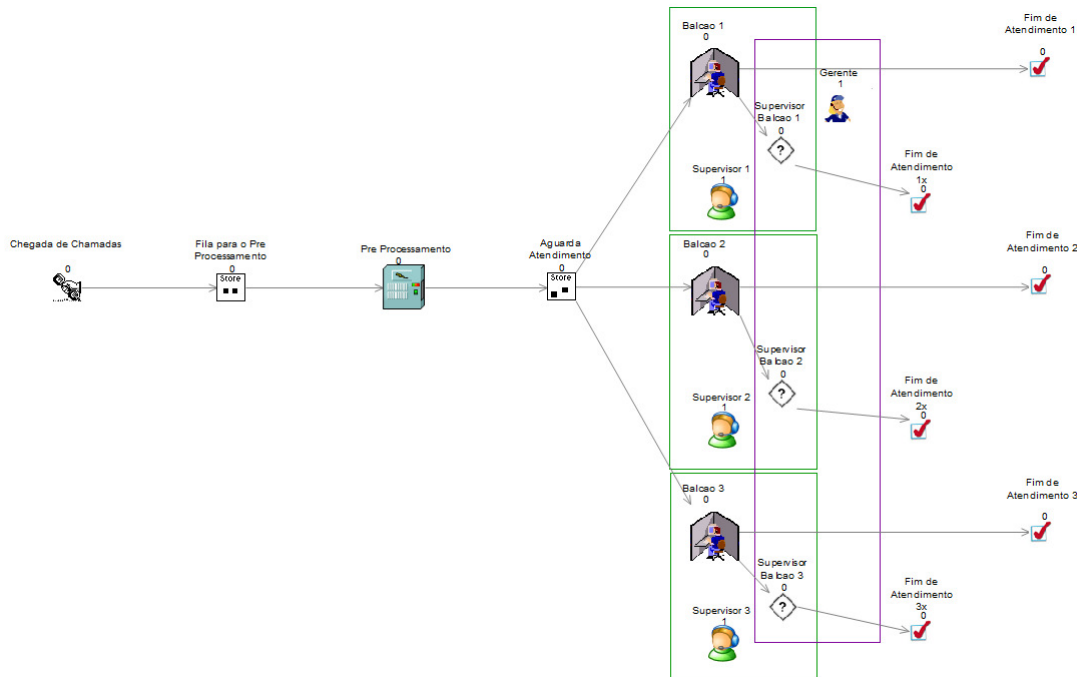 Chegada de Chamadas
0
Fila para o Pre
Processamento
0
Store
Pre Processamento
0
Aguarda
Atendimento
0
Store
Balcao 1
0
Gerente
1
Supervisor
Balcao 1
0
?
Supervisor 1
1
Fim de
Atendimento 1
0
Fim de
Atendimento
1x
0
Balcao 2
0
Supervisor
Balcao 2
0
?
Supervisor 2
1
Fim de
Atendimento 2
0
Fim de
Atendimento
2x
0
Balcao 3
0
Supervisor
Balcao 3
0
?
Supervisor 3
1
Fim de
Atendimento 3
0
Fim de
Atendimento
3x
0